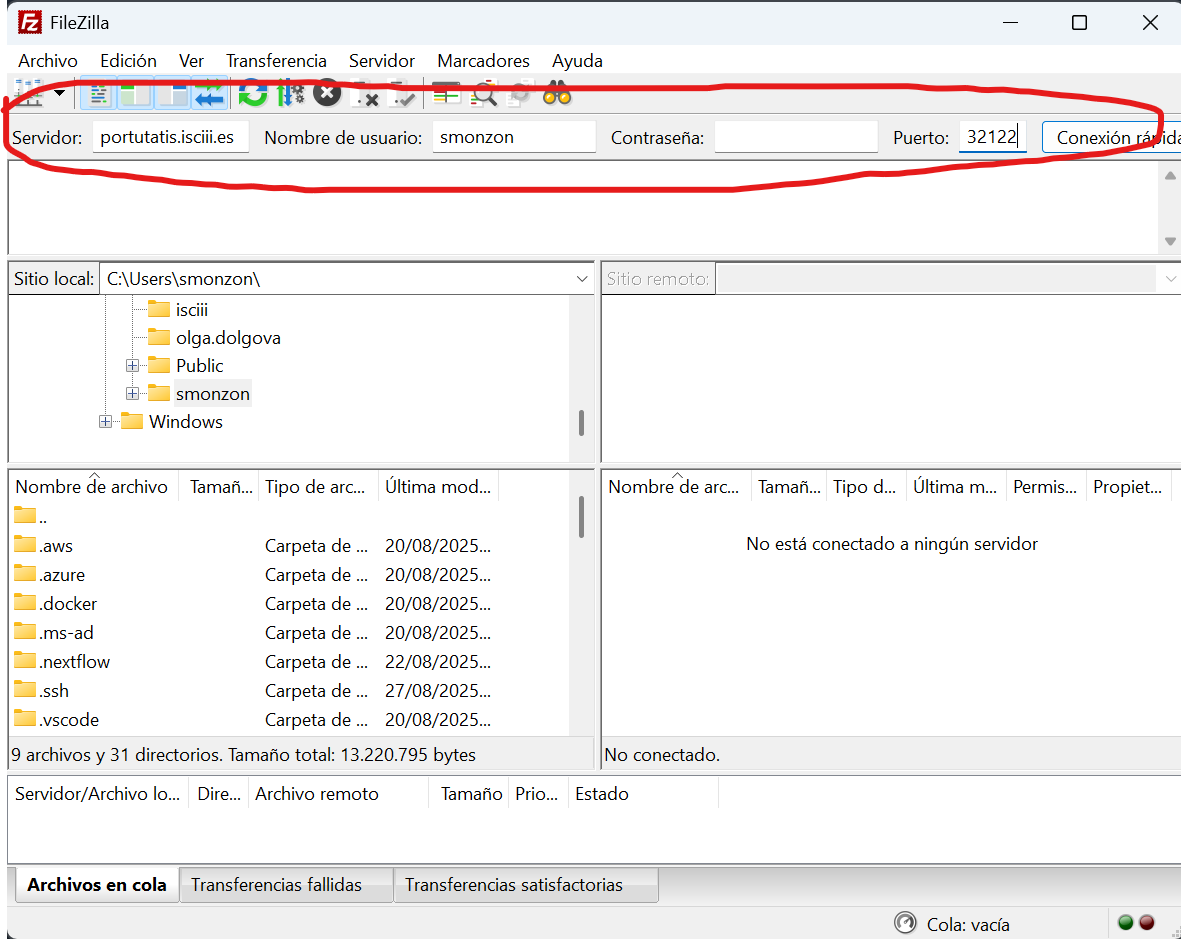 FileZilla
Archivo Edición Ver Transferencia Servidor Marcadores Ayuda
Servidor: portutatis.isciii.es Nombre de usuario: smonzon Contraseña: Puerto: 32122 Conexión rápida
Sitio local: C:\Users\smonzon\ Sitio remoto:
isciii
olga.dolgova
Public
smonzon
Windows
Nombre de archivo Tamañ... Tipo de arc... Última mod...
..
.aws Carpeta de ... 20/08/2025...
.azure Carpeta de ... 20/08/2025...
.docker Carpeta de ... 20/08/2025...
.ms-ad Carpeta de ... 20/08/2025...
.nextflow Carpeta de ... 22/08/2025...
.ssh Carpeta de ... 27/08/2025...
.vscode Carpeta de ... 20/08/2025...
9 archivos y 31 directorios. Tamaño total: 13.220.795 bytes
Nombre de arc... Tamañ... Tipo d... Última m... Permis... Propiet...
No está conectado a ningún servidor
No conectado.
Servidor/Archivo lo... Dire... Archivo remoto Tamaño Prio... Estado
Archivos en cola Transferencias fallidas Transferencias satisfactorias
Cola: vacía